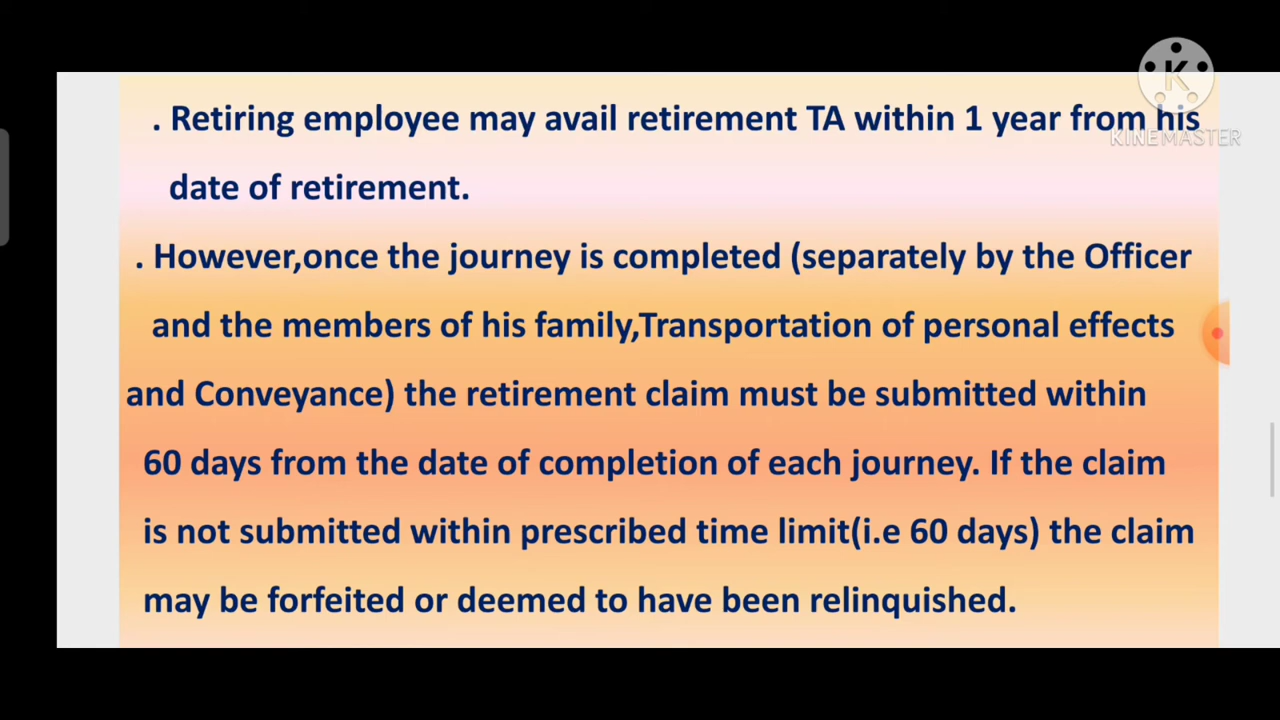 . Retiring employee may avail retirement TA within 1 year from his
date of retirement.
. However,once the journey is completed (separately by the Officer
and the members of his family,Transportation of personal effects
and Conveyance) the retirement claim must be submitted within
60 days from the date of completion of each journey. If the claim
is not submitted within prescribed time limit(i.e 60 days) the claim
may be forfeited or deemed to have been relinquished.
K
KINEMASTER